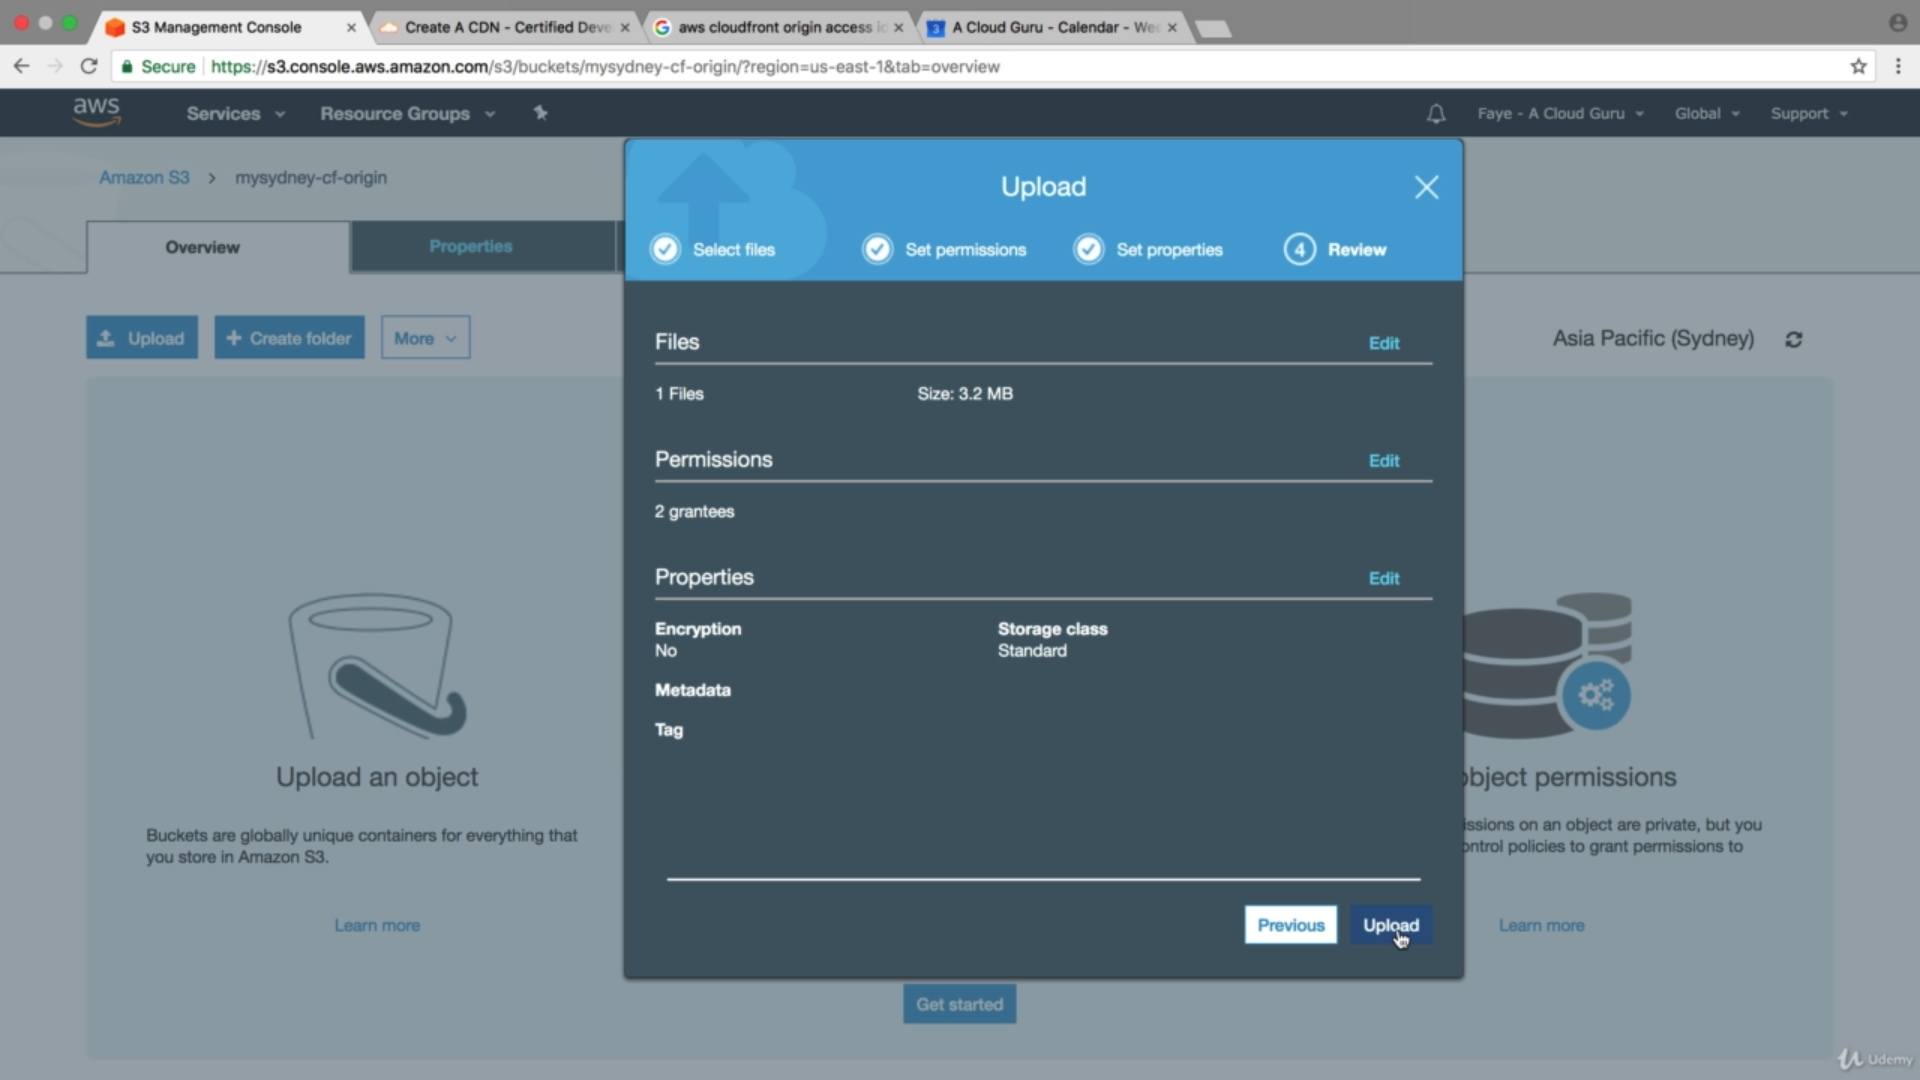 S3 Management Console
Create A CDN - Certified Deve
aws cloudfront origin access id
3 A Cloud Guru - Calendar - Wee
Secure https://s3.console.aws.amazon.com/s3/buckets/mysydney-cf-origin/?region=us-east-1&tab=overview
aws Services Resource Groups Faye - A Cloud Guru Global Support
Amazon S3 > mysydney-cf-origin
Overview
Properties
Upload
Select files
Set permissions
Set properties
4 Review
Upload
Create folder
More
Asia Pacific (Sydney)
Files Edit
1 Files Size: 3.2 MB
Permissions Edit
2 grantees
Properties Edit
Encryption Storage class
No Standard
Metadata
Tag
Upload an object
Buckets are globally unique containers for everything that
you store in Amazon S3.
Learn more
object permissions
issions on an object are private, but you
ontrol policies to grant permissions to
Learn more
Previous Upload
Get started
Udemy